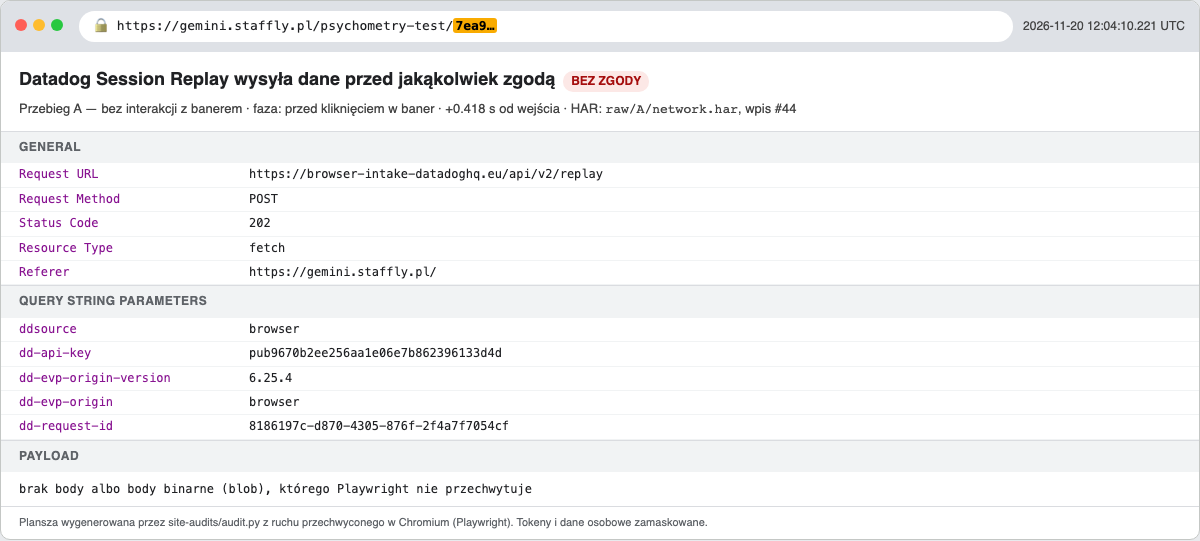 https://gemini.staffly.pl/psychometry-test/7ea9… 2026-11-20 12:04:10.221 UTC
Datadog Session Replay wysyła dane przed jakąkolwiek zgodą BEZ ZGODY
Przebieg A — bez interakcji z banerem · faza: przed kliknięciem w baner · +0.418 s od wejścia · HAR: raw/A/network.har, wpis #44
GENERAL
Request URL https://browser-intake-datadoghq.eu/api/v2/replay
Request Method POST
Status Code 202
Resource Type fetch
Referer https://gemini.staffly.pl/
QUERY STRING PARAMETERS
ddsource browser
dd-api-key pub9670b2ee256aa1e06e7b862396133d4d
dd-evp-origin-version 6.25.4
dd-evp-origin browser
dd-request-id 8186197c-d870-4305-876f-2f4a7f7054cf
PAYLOAD
brak body albo body binarne (blob), którego Playwright nie przechwytuje
Plansza wygenerowana przez site-audits/audit.py z ruchu przechwyconego w Chromium (Playwright). Tokeny i dane osobowe zamaskowane.